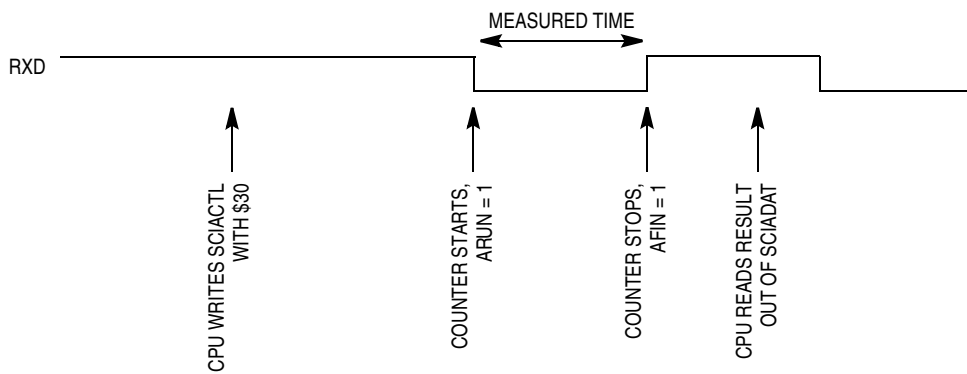 MEASURED TIME
RXD
CPU WRITES SCIACTL
WITH $30
COUNTER STARTS,
ARUN = 1
COUNTER STOPS,
AFIN = 1
CPU READS RESULT
OUT OF SCIADAT